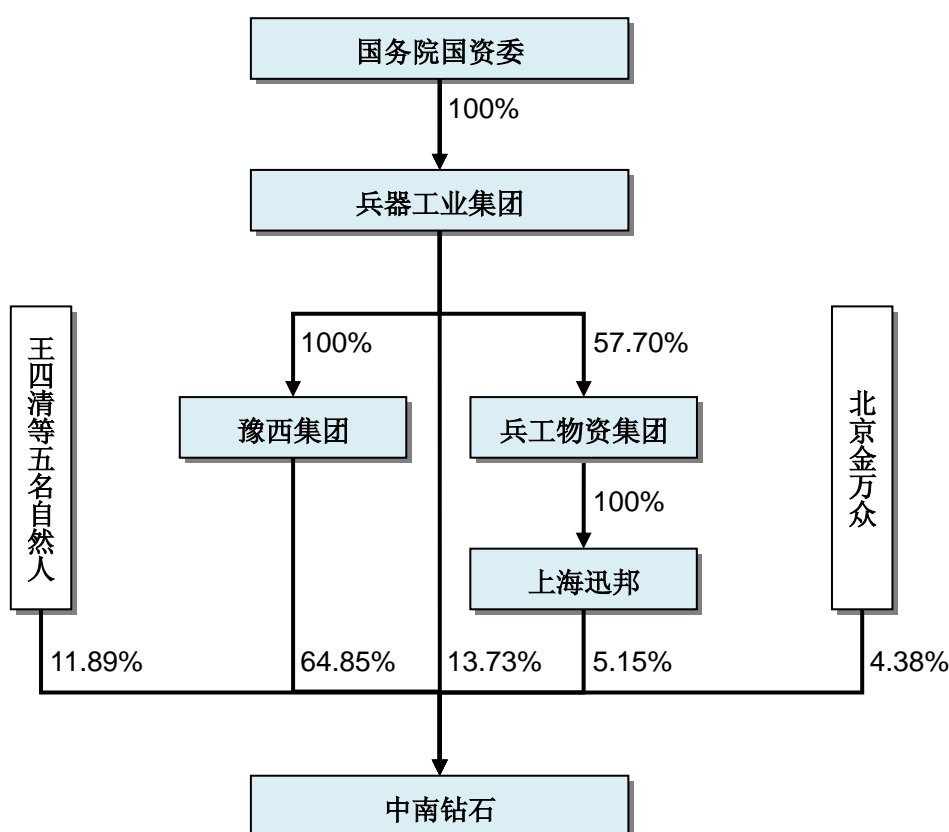 国务院国资委
100%
兵器工业集团
100%
57.70%
王四清等五名自然人
豫西集团
兵工物资集团
北京金万众
100%
上海迅邦
11.89%
64.85%
13.73%
5.15%
4.38%
中南钻石